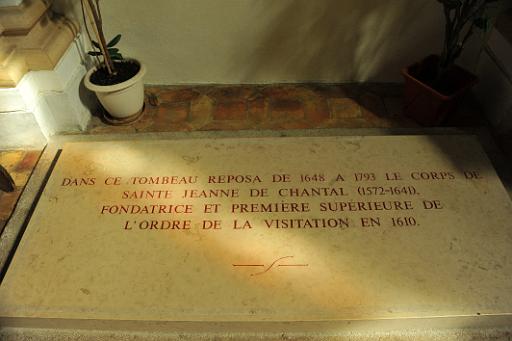 DANS CE TOMBEAU REPOSA DE 1648 A 1793 LE CORPS DE
SAINTE JEANNE DE CHANTAL (1572-1641),
FONDATRICE ET PREMIÈRE SUPÉRIEURE DE
L'ORDRE DE LA VISITATION EN 1610.